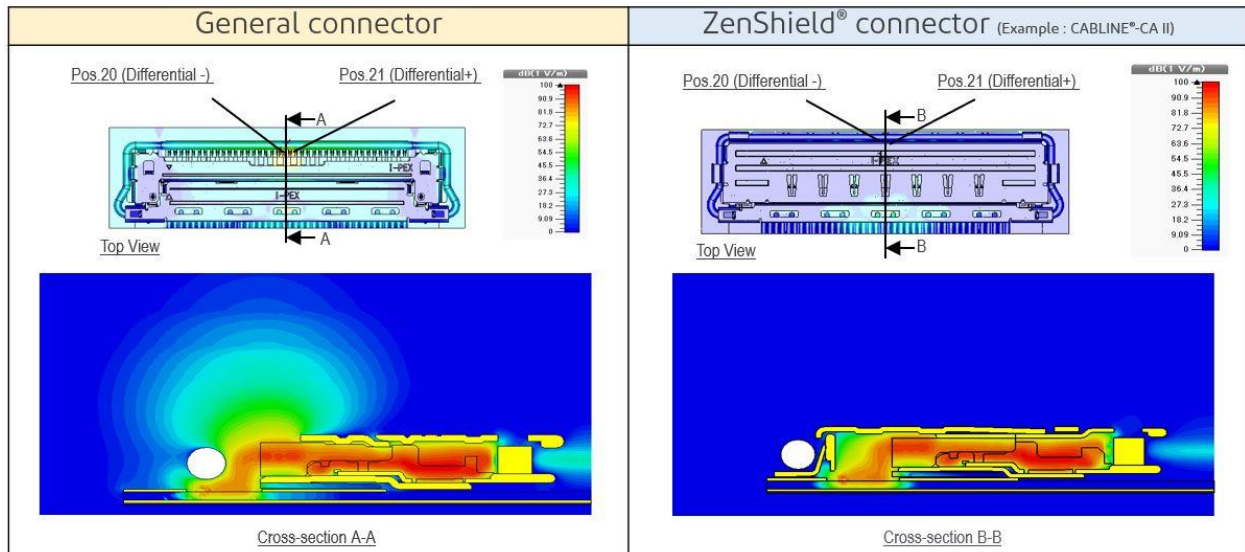 General connector
ZenShield® connector (Example : CABLINE®-CA II)
Pos.20 (Differential -)
Pos.21 (Differential+)
dB(1 V/m)
100
90.9
81.8
72.7
63.6
54.5
45.5
36.4
27.3
18.2
9.09
0
A
I-PEX
I-PEX
A
Top View
Cross-section A-A
Pos.20 (Differential -)
Pos.21 (Differential+)
dB(1 V/m)
100
90.9
81.8
72.7
63.6
54.5
45.5
36.4
27.3
18.2
9.09
0
B
I-PEX
B
Top View
Cross-section B-B